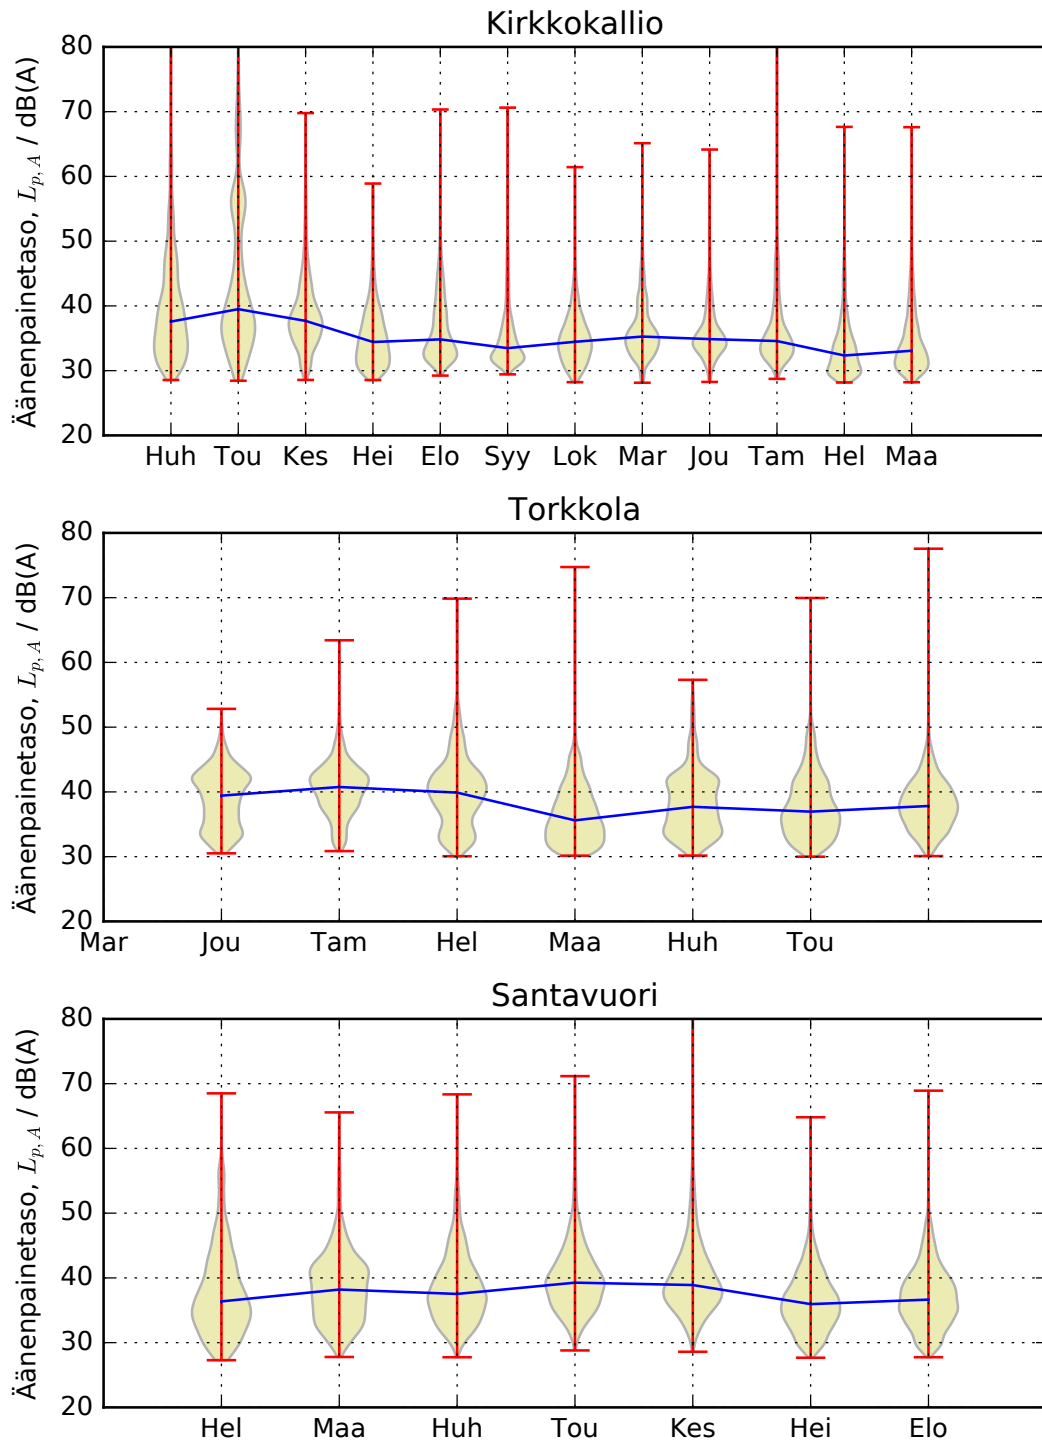 Kirkkokallio
Äänenpainetaso, L_{p,A} / dB(A)
80
70
60
50
40
30
20
Huh Tou Kes Hei Elo Syy Lok Mar Jou Tam Hel Maa
Torkkola
Äänenpainetaso, L_{p,A} / dB(A)
80
70
60
50
40
30
20
Mar Jou Tam Hel Maa Huh Tou
Santavuori
Äänenpainetaso, L_{p,A} / dB(A)
80
70
60
50
40
30
20
Hel Maa Huh Tou Kes Hei Elo